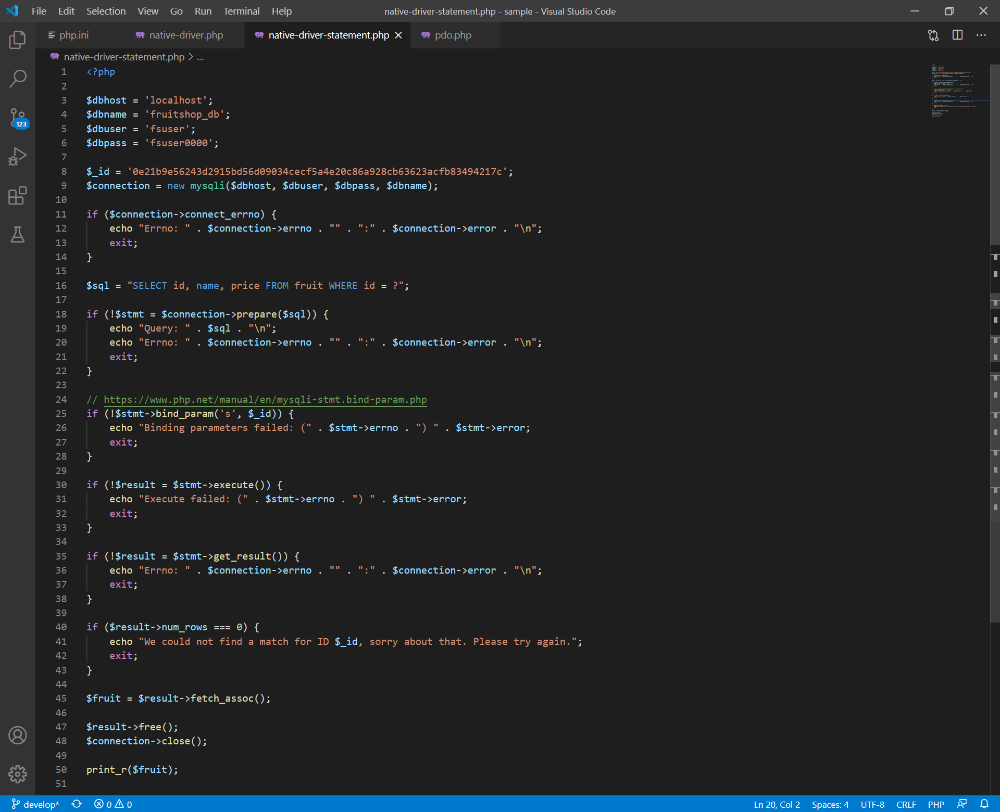 File Edit Selection View Go Run Terminal Help native-driver-statement.php - sample - Visual Studio Code
php.ini native-driver.php native-driver-statement.php pdo.php
native-driver-statement.php > ...
123
1 <?php
2
3 $dbhost = 'localhost';
4 $dbname = 'fruitshop_db';
5 $dbuser = 'fsuser';
6 $dbpass = 'fsuser0000';
7
8 $_id = '0e21b9e56243d2915bd56d09034cecf5a4e20c86a928cb63623acfb83494217c';
9 $connection = new mysqli($dbhost, $dbuser, $dbpass, $dbname);
10
11 if ($connection->connect_errno) {
12     echo "Errno: " . $connection->errno . "" . ":" . $connection->error . "\n";
13     exit;
14 }
15
16 $sql = "SELECT id, name, price FROM fruit WHERE id = ?";
17
18 if (!$stmt = $connection->prepare($sql)) {
19     echo "Query: " . $sql . "\n";
20     echo "Errno: " . $connection->errno . "" . ":" . $connection->error . "\n";
21     exit;
22 }
23
24 // https://www.php.net/manual/en/mysqli-stmt.bind-param.php
25 if (!$stmt->bind_param('s', $_id)) {
26     echo "Binding parameters failed: (" . $stmt->errno . ") " . $stmt->error;
27     exit;
28 }
29
30 if (!$result = $stmt->execute()) {
31     echo "Execute failed: (" . $stmt->errno . ") " . $stmt->error;
32     exit;
33 }
34
35 if (!$result = $stmt->get_result()) {
36     echo "Errno: " . $connection->errno . "" . ":" . $connection->error . "\n";
37     exit;
38 }
39
40 if ($result->num_rows === 0) {
41     echo "We could not find a match for ID $_id, sorry about that. Please try again.";
42     exit;
43 }
44
45 $fruit = $result->fetch_assoc();
46
47 $result->free();
48 $connection->close();
49
50 print_r($fruit);
51
develop* 0 0 Ln 20, Col 2 Spaces: 4 UTF-8 CRLF PHP